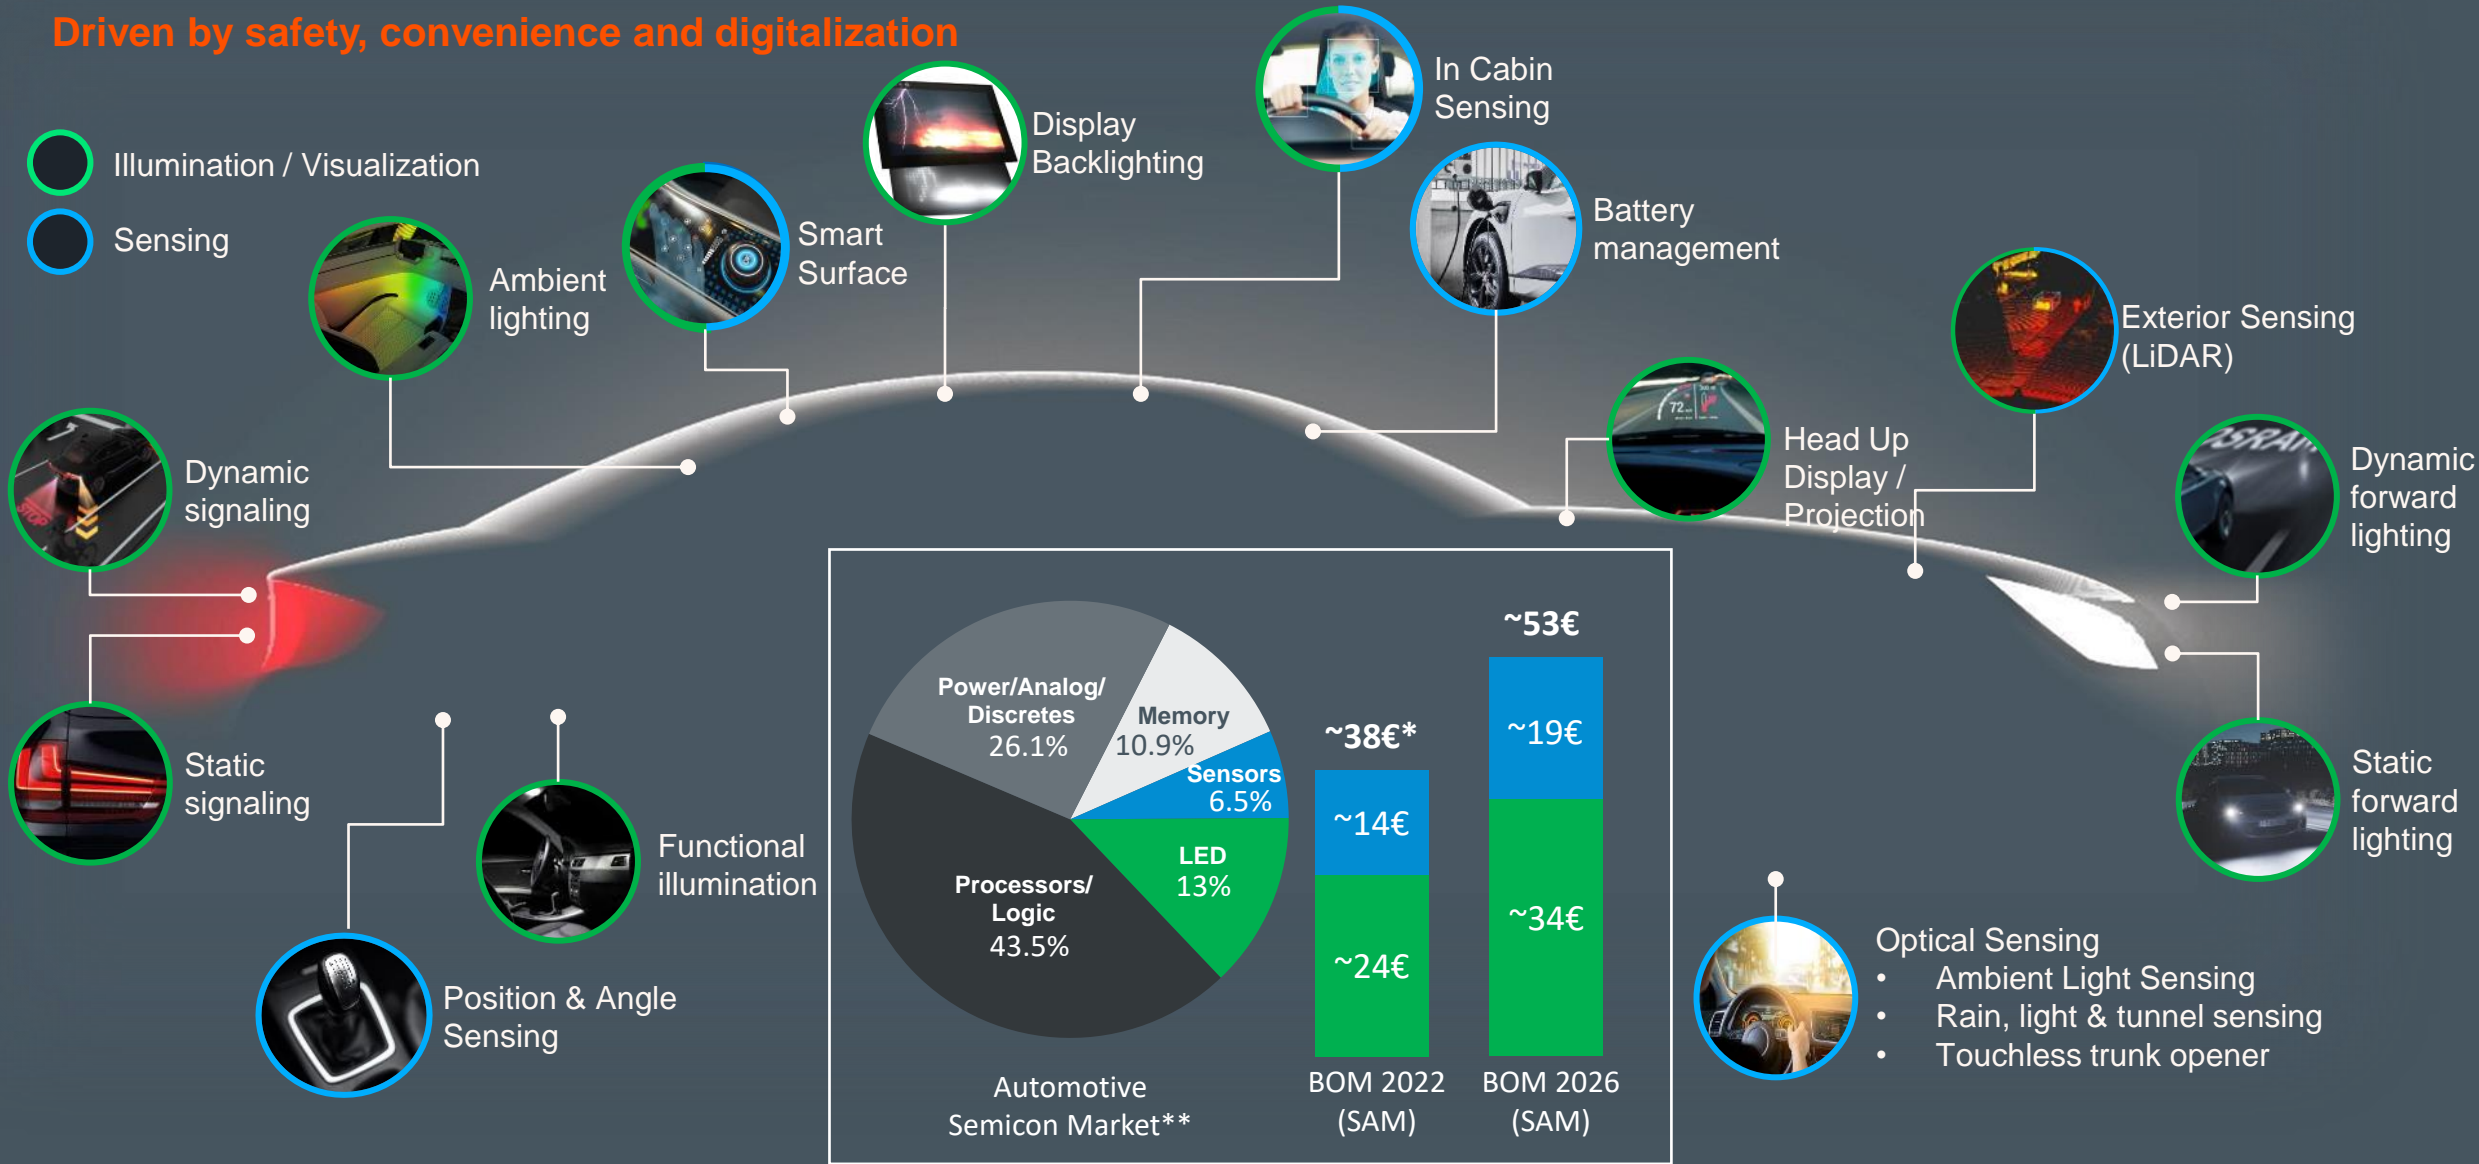 Driven by safety, convenience and digitalization
Illumination / Visualization
Sensing
Ambient
lighting
Smart
Surface
Display
Backlighting
In Cabin
Sensing
Battery
management
Exterior Sensing
(LiDAR)
Head Up
Display /
Projection
72
OSRAM
Dynamic
forward
lighting
Dynamic
signaling
STOP
Static
signaling
Position & Angle
Sensing
Functional
illumination
Power/Analog/
Discretes
26.1%
Memory
10.9%
Sensors
6.5%
LED
13%
Processors/
Logic
43.5%
Automotive
Semicon Market**
~38€*
~14€
~24€
BOM 2022
(SAM)
~53€
~19€
~34€
BOM 2026
(SAM)
Static
forward
lighting
Optical Sensing
• Ambient Light Sensing
• Rain, light & tunnel sensing
• Touchless trunk opener